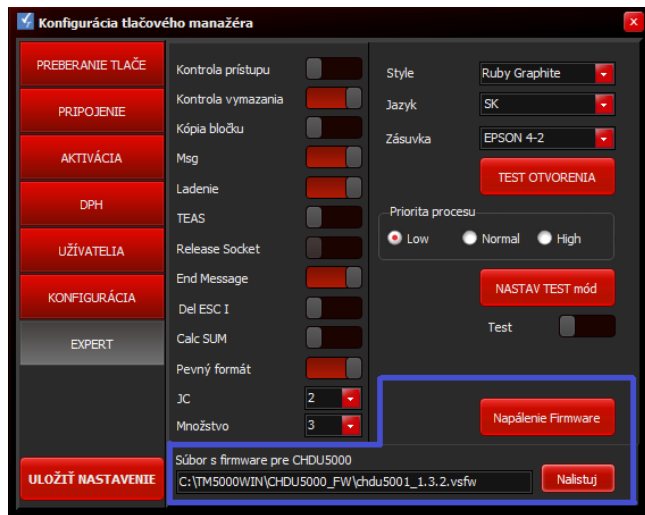 Konfigurácia tlačového manažéra
PREBERANIE TLAČE
PRIPOJENIE
AKTIVÁCIA
DPH
UŽÍVATELIA
KONFIGURÁCIA
EXPERT
ULOŽIŤ NASTAVENIE
Kontrola prístupu
Kontrola vymazania
Kópia bločku
Msg
Ladenie
TEAS
Release Socket
End Message
Del ESC I
Calc SUM
Pevný formát
JC 2
Množstvo 3
Style Ruby Graphite
Jazyk SK
Zásuvka EPSON 4-2
TEST OTVORENIA
Priorita procesu
Low Normal High
NASTAV TEST mód
Test
Napálenie Firmware
Súbor s firmware pre CHDU5000
C:\TM5000WIN\CHDU5000_FW\chdu5001_1.3.2.vsfw Nalistuj